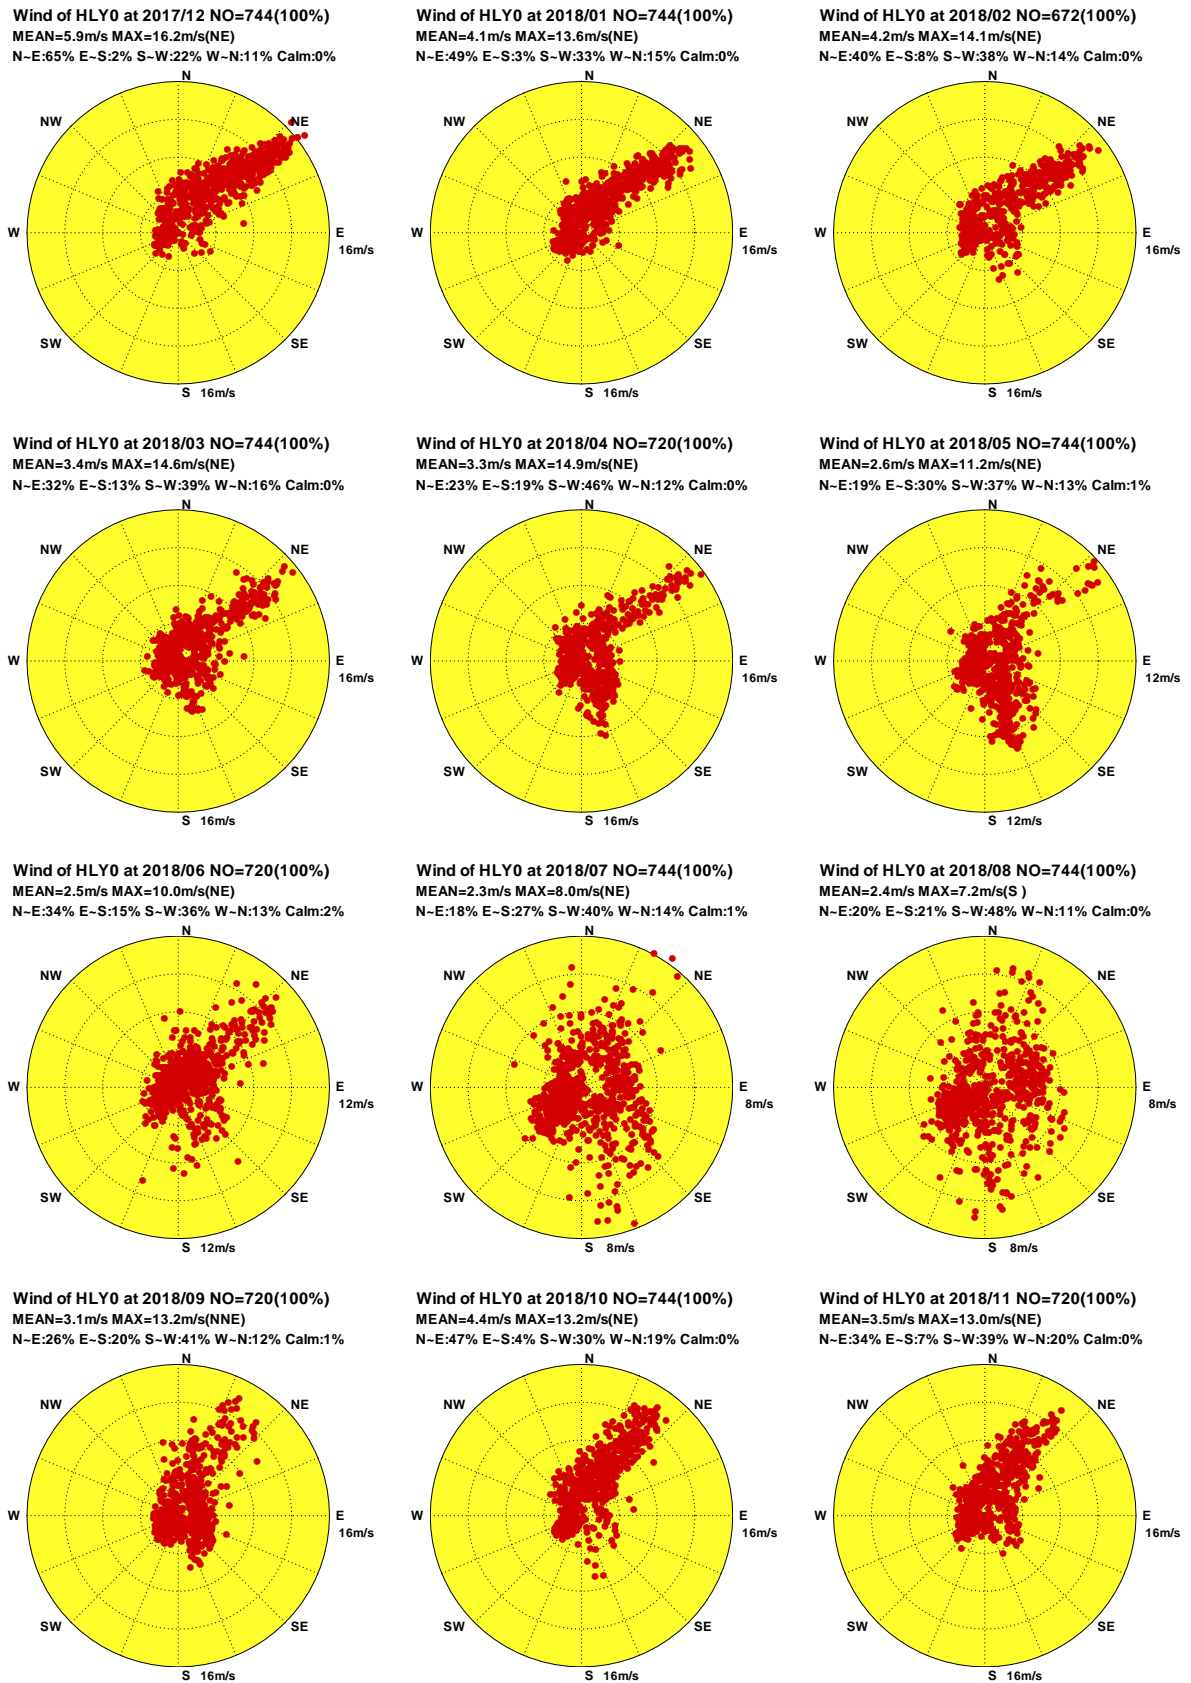 Wind of HLY0 at 2017/12 NO=744(100%)
MEAN=5.9m/s MAX=16.2m/s(NE)
N~E:65% E~S:2% S~W:22% W~N:11% Calm:0%
N
NW
NE
W
E
16m/s
SW
SE
S 16m/s
Wind of HLY0 at 2018/01 NO=744(100%)
MEAN=4.1m/s MAX=13.6m/s(NE)
N~E:49% E~S:3% S~W:33% W~N:15% Calm:0%
N
NW
NE
W
E
16m/s
SW
SE
S 16m/s
Wind of HLY0 at 2018/02 NO=672(100%)
MEAN=4.2m/s MAX=14.1m/s(NE)
N~E:40% E~S:8% S~W:38% W~N:14% Calm:0%
N
NW
NE
W
E
16m/s
SW
SE
S 16m/s
Wind of HLY0 at 2018/03 NO=744(100%)
MEAN=3.4m/s MAX=14.6m/s(NE)
N~E:32% E~S:13% S~W:39% W~N:16% Calm:0%
N
NW
NE
W
E
16m/s
SW
SE
S 16m/s
Wind of HLY0 at 2018/04 NO=720(100%)
MEAN=3.3m/s MAX=14.9m/s(NE)
N~E:23% E~S:19% S~W:46% W~N:12% Calm:0%
N
NW
NE
W
E
16m/s
SW
SE
S 16m/s
Wind of HLY0 at 2018/05 NO=744(100%)
MEAN=2.6m/s MAX=11.2m/s(NE)
N~E:19% E~S:30% S~W:37% W~N:13% Calm:1%
N
NW
NE
W
E
12m/s
SW
SE
S 12m/s
Wind of HLY0 at 2018/06 NO=720(100%)
MEAN=2.5m/s MAX=10.0m/s(NE)
N~E:34% E~S:15% S~W:36% W~N:13% Calm:2%
N
NW
NE
W
E
12m/s
SW
SE
S 12m/s
Wind of HLY0 at 2018/07 NO=744(100%)
MEAN=2.3m/s MAX=8.0m/s(NE)
N~E:18% E~S:27% S~W:40% W~N:14% Calm:1%
N
NW
NE
W
E
8m/s
SW
SE
S 8m/s
Wind of HLY0 at 2018/08 NO=744(100%)
MEAN=2.4m/s MAX=7.2m/s(S )
N~E:20% E~S:21% S~W:48% W~N:11% Calm:0%
N
NW
NE
W
E
8m/s
SW
SE
S 8m/s
Wind of HLY0 at 2018/09 NO=720(100%)
MEAN=3.1m/s MAX=13.2m/s(NNE)
N~E:26% E~S:20% S~W:41% W~N:12% Calm:1%
N
NW
NE
W
E
16m/s
SW
SE
S 16m/s
Wind of HLY0 at 2018/10 NO=744(100%)
MEAN=4.4m/s MAX=13.2m/s(NE)
N~E:47% E~S:4% S~W:30% W~N:19% Calm:0%
N
NW
NE
W
E
16m/s
SW
SE
S 16m/s
Wind of HLY0 at 2018/11 NO=720(100%)
MEAN=3.5m/s MAX=13.0m/s(NE)
N~E:34% E~S:7% S~W:39% W~N:20% Calm:0%
N
NW
NE
W
E
16m/s
SW
SE
S 16m/s